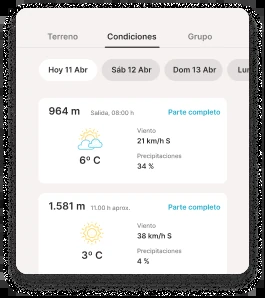 Terreno Condiciones Grupo
Hoy 11 Abr Sáb 12 Abr Dom 13 Abr Lun
964 m Salida, 08:00 h Parte completo
Viento
21 km/h S
6º C
Precipitaciones
34 %
1.581 m 11.00 h aprox. Parte completo
Viento
38 km/h S
3º C
Precipitaciones
4 %